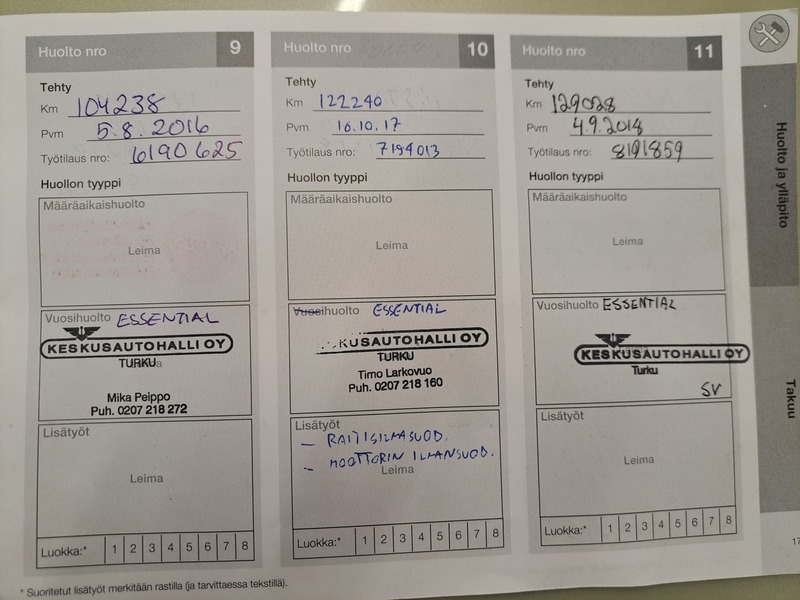 Huolto nro 9
Tehty
Km 104238
Pvm 5.8.2016
Työtilaus nro: 6190625
Huollon tyyppi
Määräaikaishuolto
Leima
Vuosihuolto ESSENTIAL
KESKUSAUTOHALLI OY
TURKU
Mika Peippo
Puh. 0207 218 272
Lisätyöt
Leima
Luokka:* 1 2 3 4 5 6 7 8
Huolto nro 10
Tehty
Km 122240
Pvm 16.10.17
Työtilaus nro: 7194013
Huollon tyyppi
Määräaikaishuolto
Leima
Vuosihuolto ESSENTIAL
KUSAUTOHALLI OY
TURKU
Timo Larkovuo
Puh. 0207 218 160
Lisätyöt
- RAITISILMASUOD.
- MOOTTORIN ILMANSUOD.
Leima
Luokka:* 1 2 3 4 5 6 7 8
Huolto nro 11
Tehty
Km 129028
Pvm 4.9.2018
Työtilaus nro: 8191859
Huollon tyyppi
Määräaikaishuolto
Leima
Vuosihuolto ESSENTIAL
KESKUSAUTOHALLI OY
Turku
SV
Lisätyöt
Leima
Luokka:* 1 2 3 4 5 6 7 8
* Suoritetut lisätyöt merkitään rastilla (ja tarvittaessa tekstillä).
Huolto ja ylläpito
Takuu
17